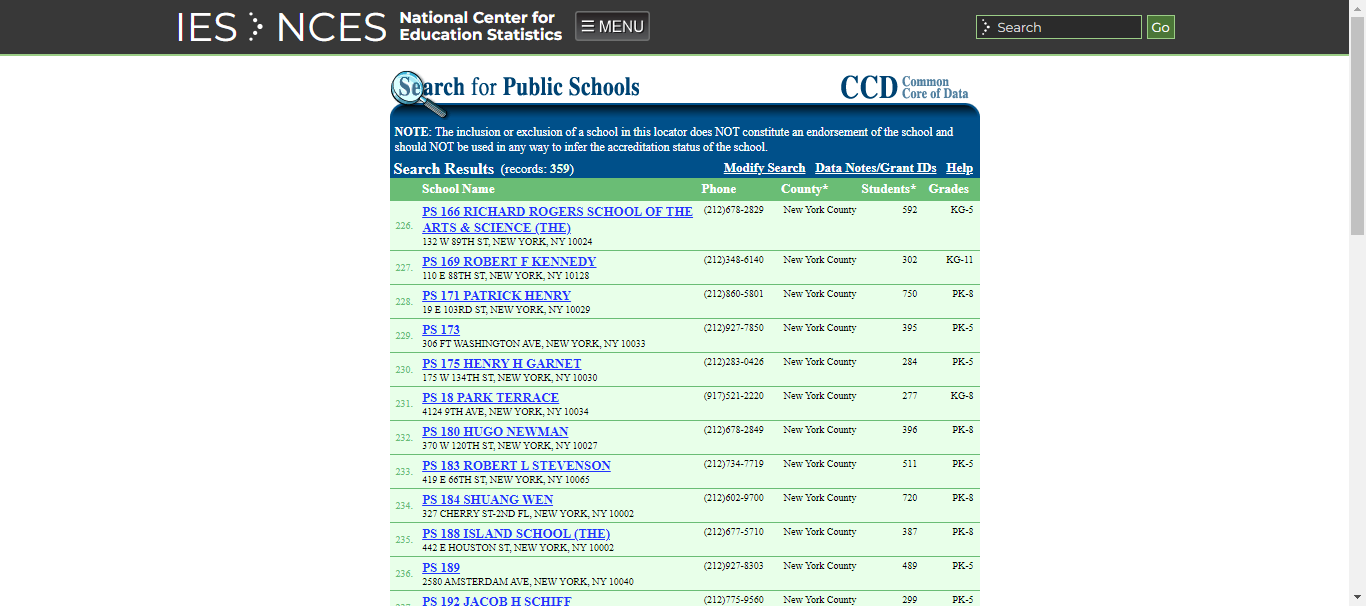 IES NCES National Center for Education Statistics ☰ MENU Search Go
Search for Public Schools CCD Common Core of Data
NOTE: The inclusion or exclusion of a school in this locator does NOT constitute an endorsement of the school and
should NOT be used in any way to infer the accreditation status of the school.
Search Results (records: 359) Modify Search Data Notes/Grant IDs Help
School Name Phone County* Students* Grades
226. PS 166 RICHARD ROGERS SCHOOL OF THE (212)678-2829 New York County 592 KG-5
ARTS & SCIENCE (THE)
132 W 89TH ST, NEW YORK, NY 10024
227. PS 169 ROBERT F KENNEDY (212)348-6140 New York County 302 KG-11
110 E 88TH ST, NEW YORK, NY 10128
228. PS 171 PATRICK HENRY (212)860-5801 New York County 750 PK-8
19 E 103RD ST, NEW YORK, NY 10029
229. PS 173 (212)927-7850 New York County 395 PK-5
306 FT WASHINGTON AVE, NEW YORK, NY 10033
230. PS 175 HENRY H GARNET (212)283-0426 New York County 284 PK-5
175 W 134TH ST, NEW YORK, NY 10030
231. PS 18 PARK TERRACE (917)521-2220 New York County 277 KG-8
4124 9TH AVE, NEW YORK, NY 10034
232. PS 180 HUGO NEWMAN (212)678-2849 New York County 396 PK-8
370 W 120TH ST, NEW YORK, NY 10027
233. PS 183 ROBERT L STEVENSON (212)734-7719 New York County 511 PK-5
419 E 66TH ST, NEW YORK, NY 10065
234. PS 184 SHUANG WEN (212)602-9700 New York County 720 PK-8
327 CHERRY ST-2ND FL, NEW YORK, NY 10002
235. PS 188 ISLAND SCHOOL (THE) (212)677-5710 New York County 387 PK-8
442 E HOUSTON ST, NEW YORK, NY 10002
236. PS 189 (212)927-8303 New York County 489 PK-5
2580 AMSTERDAM AVE, NEW YORK, NY 10040
PS 192 JACOB H SCHIFF (212)775-9560 New York County 299 PK-5